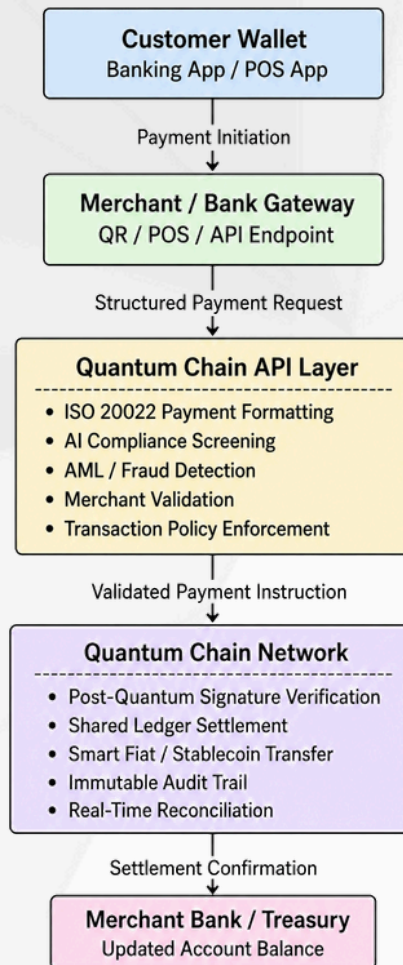 Customer Wallet
Banking App / POS App
Payment Initiation
Merchant / Bank Gateway
QR / POS / API Endpoint
Structured Payment Request
Quantum Chain API Layer
• ISO 20022 Payment Formatting
• AI Compliance Screening
• AML / Fraud Detection
• Merchant Validation
• Transaction Policy Enforcement
Validated Payment Instruction
Quantum Chain Network
• Post-Quantum Signature Verification
• Shared Ledger Settlement
• Smart Fiat / Stablecoin Transfer
• Immutable Audit Trail
• Real-Time Reconciliation
Settlement Confirmation
Merchant Bank / Treasury
Updated Account Balance